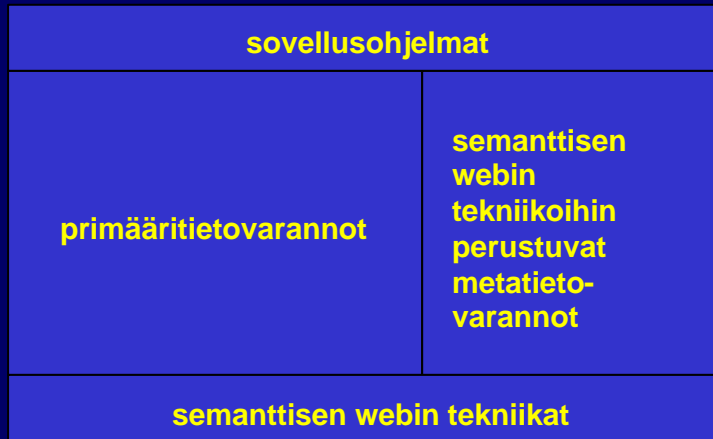 sovellusohjelmat
primääritietovarannot
semanttisen
webin
tekniikoihin
perustuvat
metatieto-
varannot
semanttisen webin tekniikat